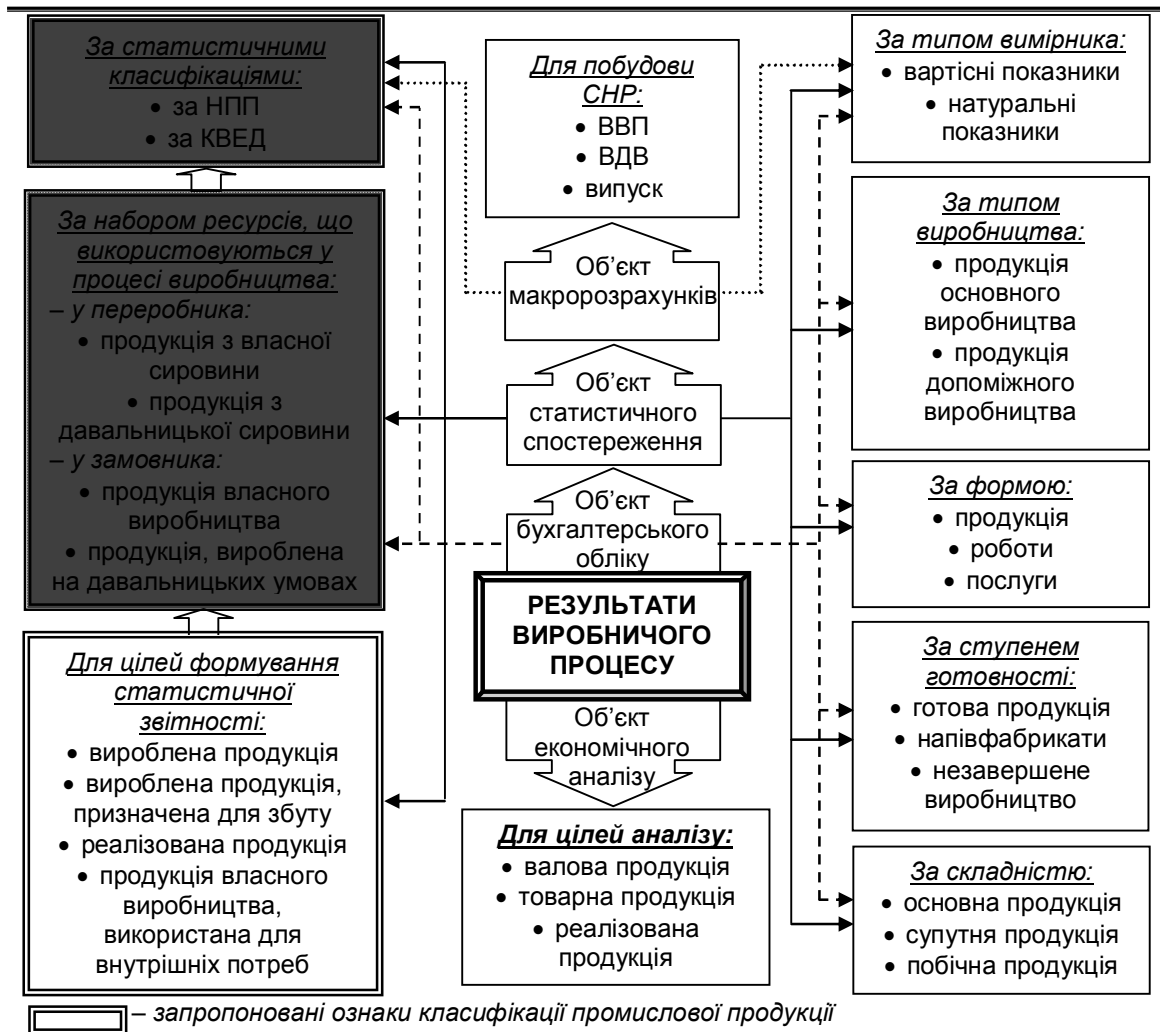 За статистичними
класифікаціями:
• за НПП
• за КВЕД
За набором ресурсів, що
використовуються у
процесі виробництва:
– у переробника:
• продукція з власної
сировини
• продукція з
давальницької сировини
– у замовника:
• продукція власного
виробництва
• продукція, вироблена
на давальницьких умовах
Для цілей формування
статистичної
звітності:
• вироблена продукція
• вироблена продукція,
призначена для збуту
• реалізована продукція
• продукція власного
виробництва,
використана для
внутрішніх потреб
Для побудови
СНР:
• ВВП
• ВДВ
• випуск
Об’єкт
макророзрахунків
Об’єкт
статистичного
спостереження
Об’єкт
бухгалтерського
обліку
РЕЗУЛЬТАТИ
ВИРОБНИЧОГО
ПРОЦЕСУ
Об’єкт
економічного
аналізу
Для цілей аналізу:
• валова продукція
• товарна продукція
• реалізована
продукція
За типом вимірника:
• вартісні показники
• натуральні
показники
За типом
виробництва:
• продукція
основного
виробництва
• продукція
допоміжного
виробництва
За формою:
• продукція
• роботи
• послуги
За ступенем
готовності:
• готова продукція
• напівфабрикати
• незавершене
виробництво
За складністю:
• основна продукція
• супутня продукція
• побічна продукція
– запропоновані ознаки класифікації промислової продукції